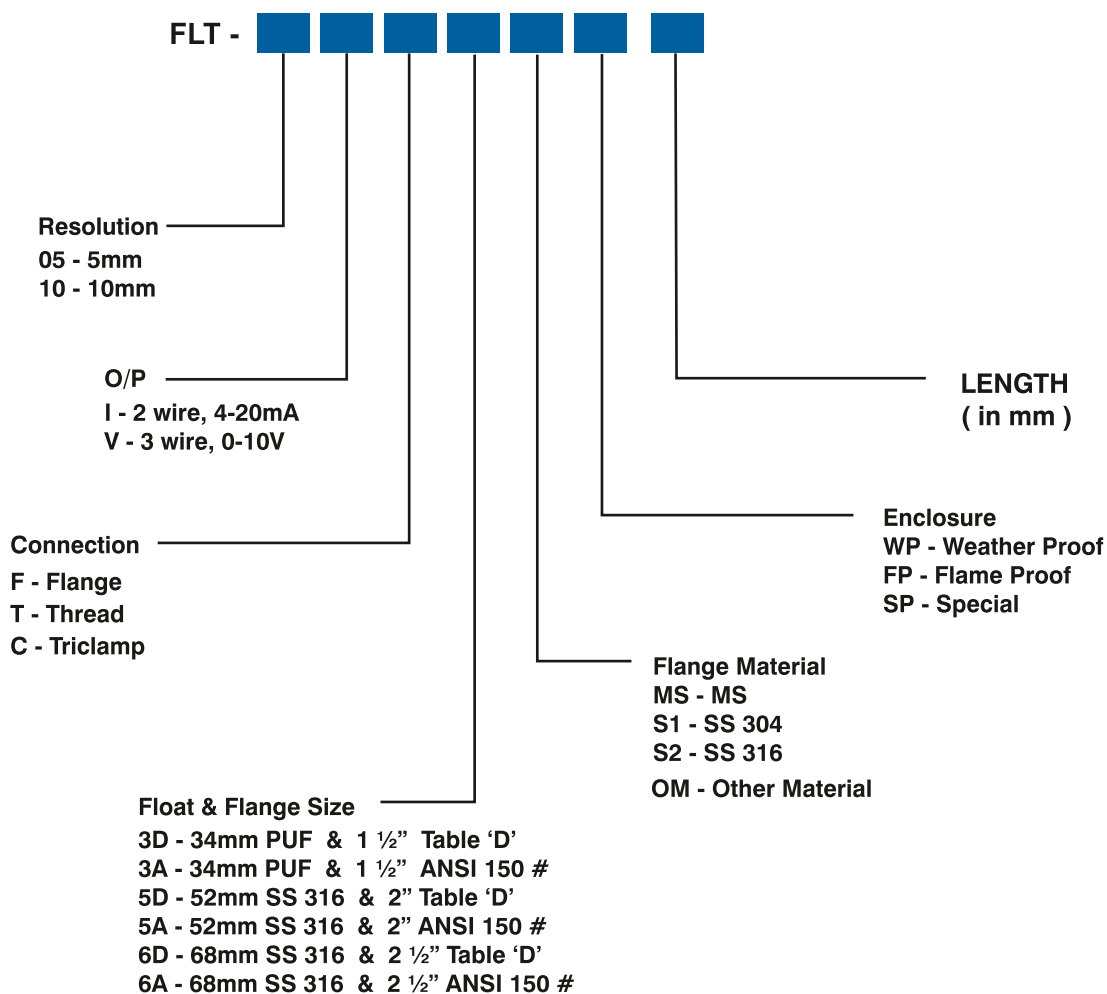 FLT -
Resolution
05 - 5mm
10 - 10mm
O/P
I - 2 wire, 4-20mA
V - 3 wire, 0-10V
Connection
F - Flange
T - Thread
C - Triclamp
Float & Flange Size
3D - 34mm PUF & 1 ½” Table ‘D’
3A - 34mm PUF & 1 ½” ANSI 150 #
5D - 52mm SS 316 & 2” Table ‘D’
5A - 52mm SS 316 & 2” ANSI 150 #
6D - 68mm SS 316 & 2 ½” Table ‘D’
6A - 68mm SS 316 & 2 ½” ANSI 150 #
Flange Material
MS - MS
S1 - SS 304
S2 - SS 316
OM - Other Material
Enclosure
WP - Weather Proof
FP - Flame Proof
SP - Special
LENGTH
( in mm )